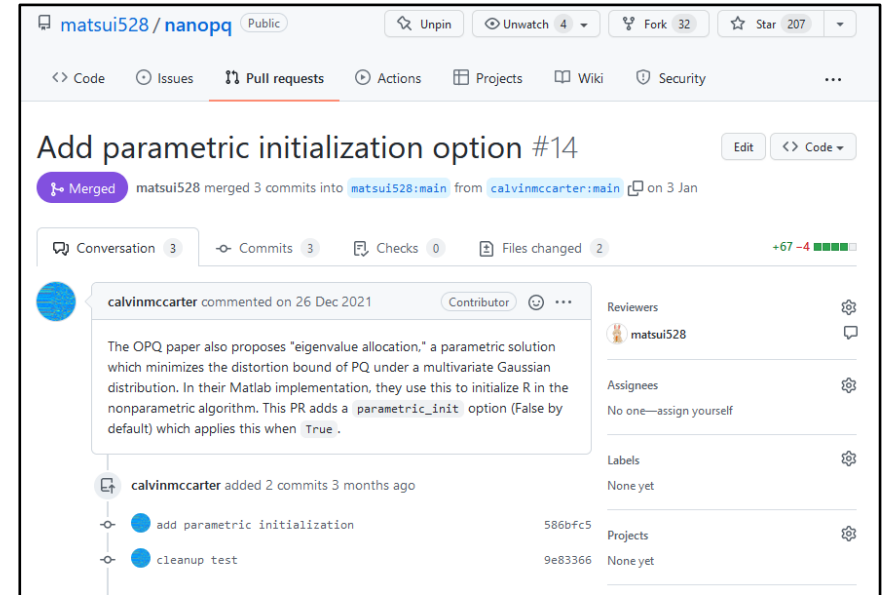 matsui528 / nanopq Public
Unpin Unwatch 4 Fork 32 Star 207
<> Code Issues Pull requests Actions Projects Wiki Security ...
Add parametric initialization option #14
Edit <> Code
Merged matsui528 merged 3 commits into matsui528:main from calvinmccarter:main on 3 Jan
Conversation 3 Commits 3 Checks 0 Files changed 2 +67 −4
calvinmccarter commented on 26 Dec 2021 Contributor ...
The OPQ paper also proposes "eigenvalue allocation," a parametric solution
which minimizes the distortion bound of PQ under a multivariate Gaussian
distribution. In their Matlab implementation, they use this to initialize R in the
nonparametric algorithm. This PR adds a parametric_init option (False by
default) which applies this when True .
calvinmccarter added 2 commits 3 months ago
add parametric initialization 586bfc5
cleanup test 9e83366
Reviewers
matsui528
Assignees
No one—assign yourself
Labels
None yet
Projects
None yet